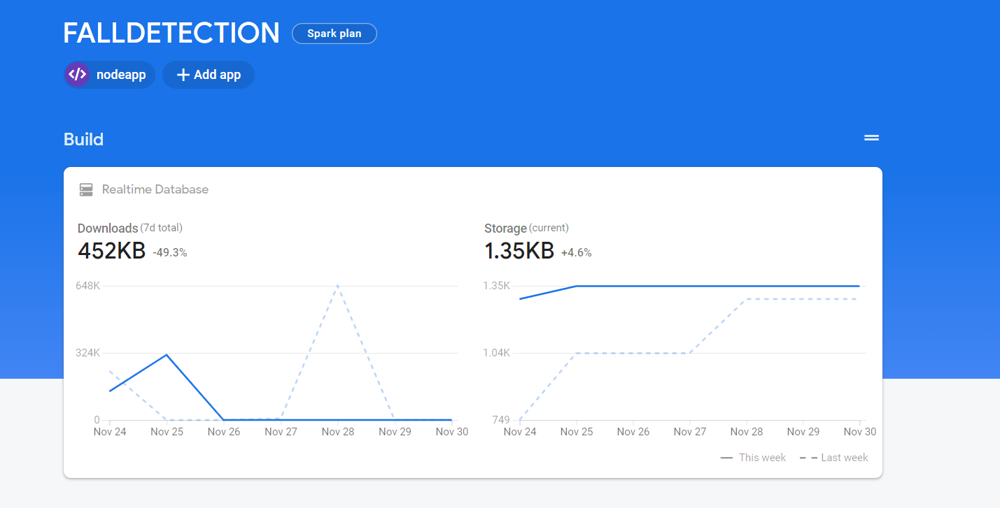 FALLDETECTION Spark plan
nodeapp Add app
Build
Realtime Database
Downloads (7d total)
452KB -49.3%
648K
324K
0
Nov 24 Nov 25 Nov 26 Nov 27 Nov 28 Nov 29 Nov 30
Storage (current)
1.35KB +4.6%
1.35K
1.04K
749
Nov 24 Nov 25 Nov 26 Nov 27 Nov 28 Nov 29 Nov 30
This week Last week